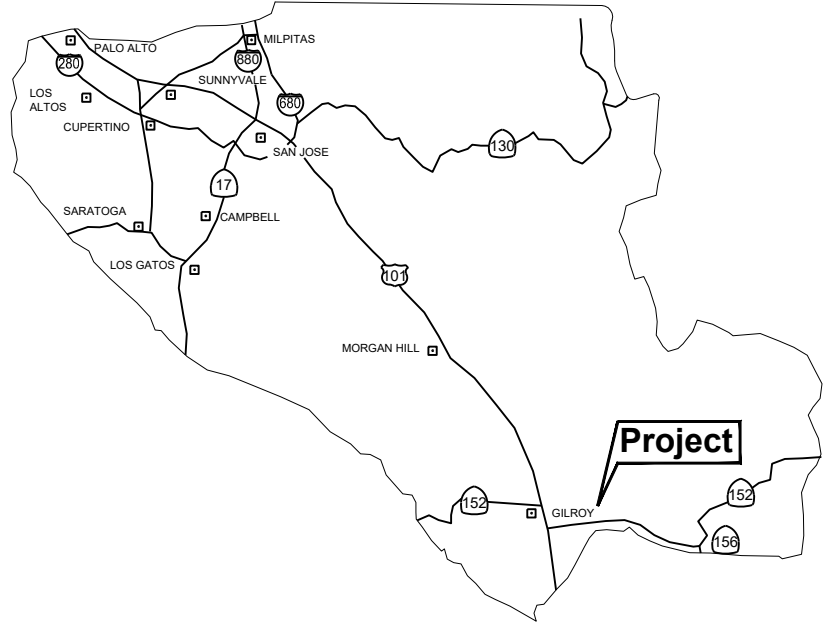 PALO ALTO
MILPITAS
280
880
SUNNYVALE
LOS
ALTOS
680
CUPERTINO
SAN JOSE
130
17
SARATOGA
CAMPBELL
LOS GATOS
101
MORGAN HILL
Project
152
GILROY
152
156